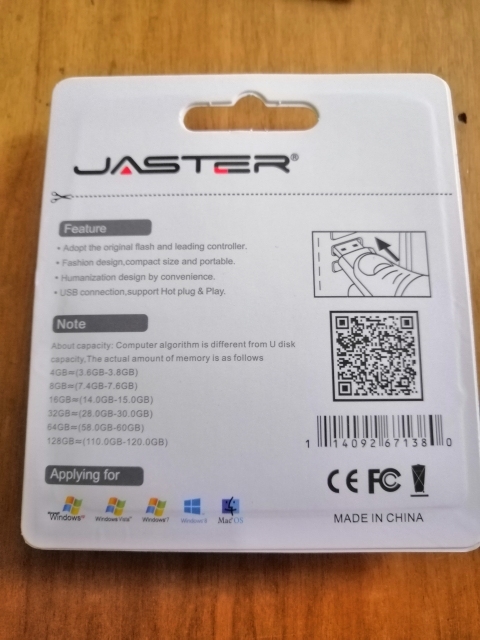 JASTER®
Feature
• Adopt the original flash and leading controller.
• Fashion design,compact size and portable.
• Humanization design by convenience.
• USB connection,support Hot plug & Play.
Note
About capacity: Computer algorithm is different from U disk
capacity,The actual amount of memory is as follows
4GB=(3.6GB-3.8GB)
8GB=(7.4GB-7.6GB)
16GB=(14.0GB-15.0GB)
32GB=(28.0GB-30.0GB)
64GB=(58.0GB-60GB)
128GB=(110.0GB-120.0GB)
1 14092 67138 0
Applying for
Windows Windows Vista Windows 7 Windows 8 Mac OS
CE FC
MADE IN CHINA